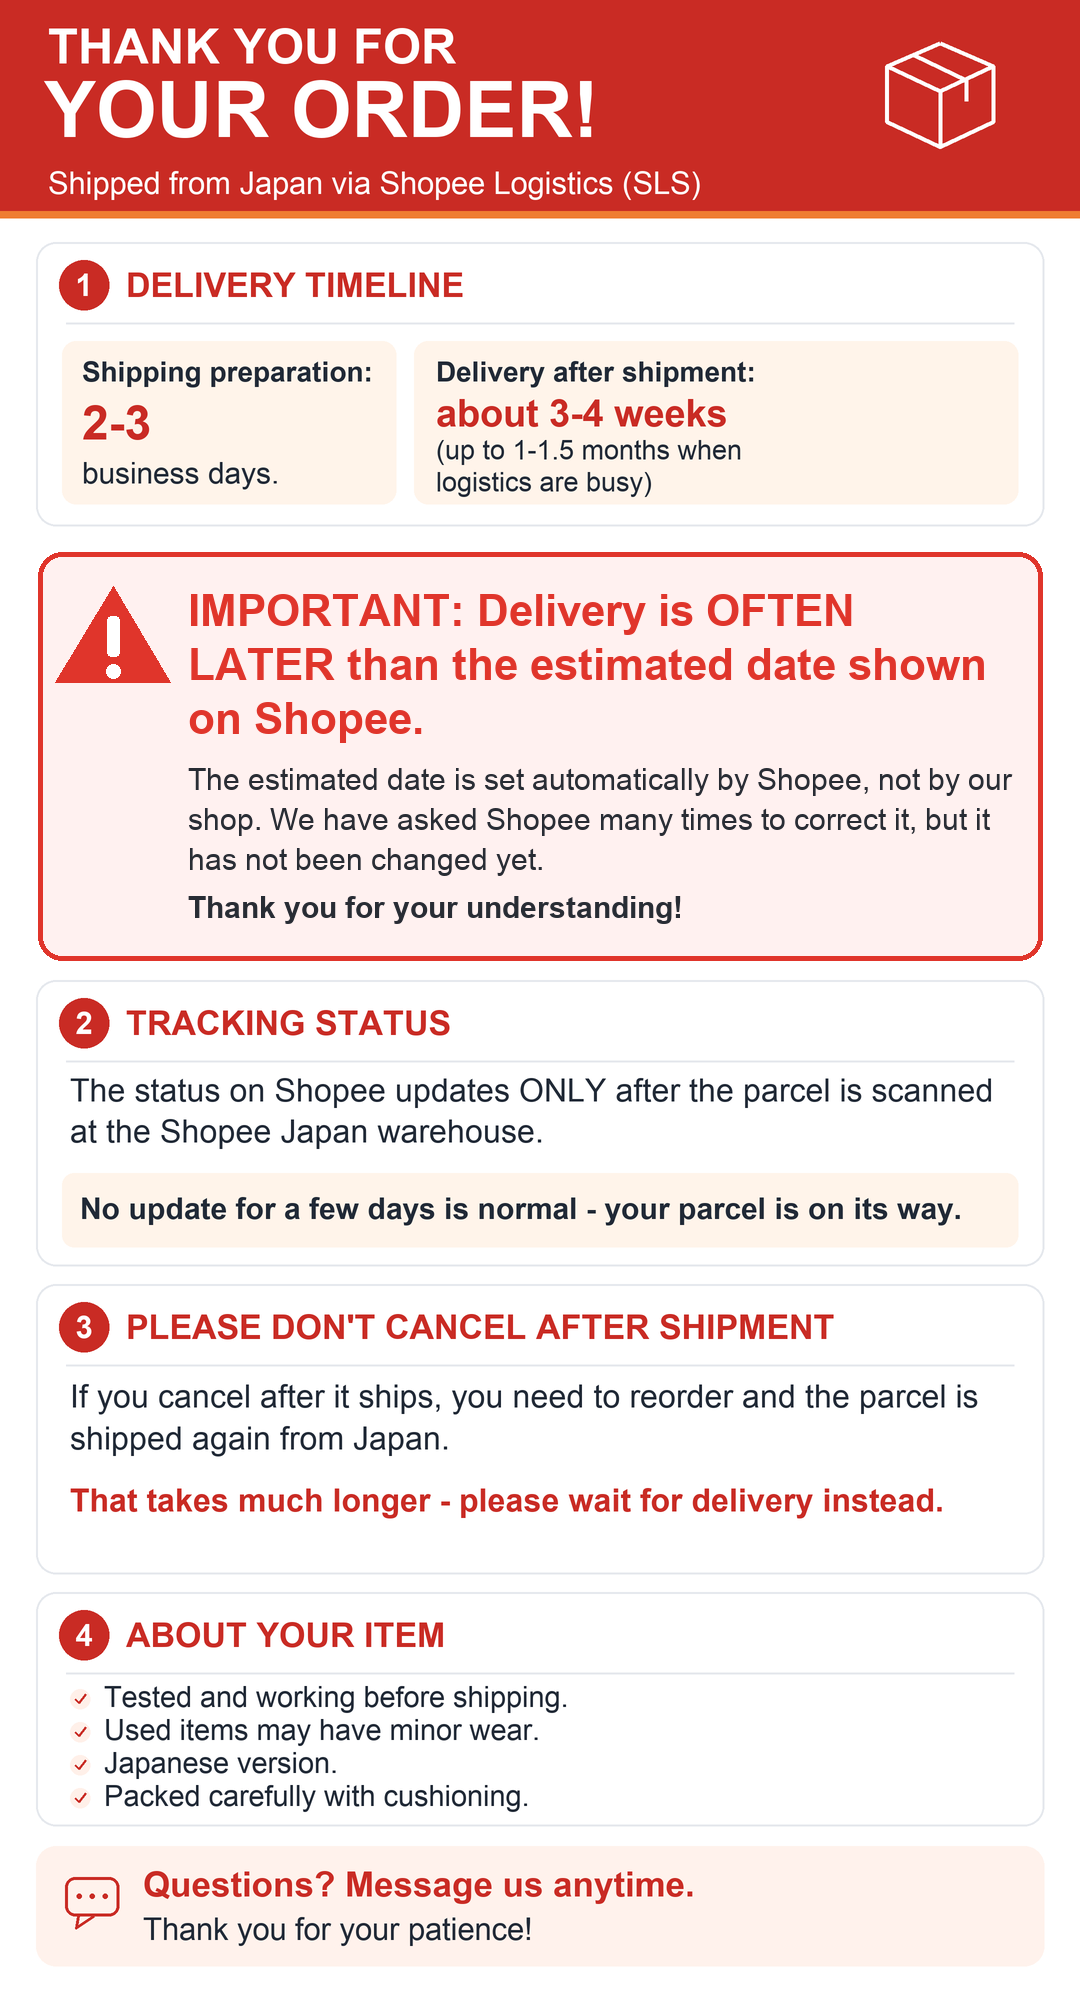 THANK YOU FOR
YOUR ORDER!
Shipped from Japan via Shopee Logistics (SLS)
1 DELIVERY TIMELINE
Shipping preparation:
2-3
business days.
Delivery after shipment:
about 3-4 weeks
(up to 1-1.5 months when
logistics are busy)
IMPORTANT: Delivery is OFTEN
LATER than the estimated date shown
on Shopee.
The estimated date is set automatically by Shopee, not by our
shop. We have asked Shopee many times to correct it, but it
has not been changed yet.
Thank you for your understanding!
2 TRACKING STATUS
The status on Shopee updates ONLY after the parcel is scanned
at the Shopee Japan warehouse.
No update for a few days is normal - your parcel is on its way.
3 PLEASE DON'T CANCEL AFTER SHIPMENT
If you cancel after it ships, you need to reorder and the parcel is
shipped again from Japan.
That takes much longer - please wait for delivery instead.
4 ABOUT YOUR ITEM
Tested and working before shipping.
Used items may have minor wear.
Japanese version.
Packed carefully with cushioning.
Questions? Message us anytime.
Thank you for your patience!